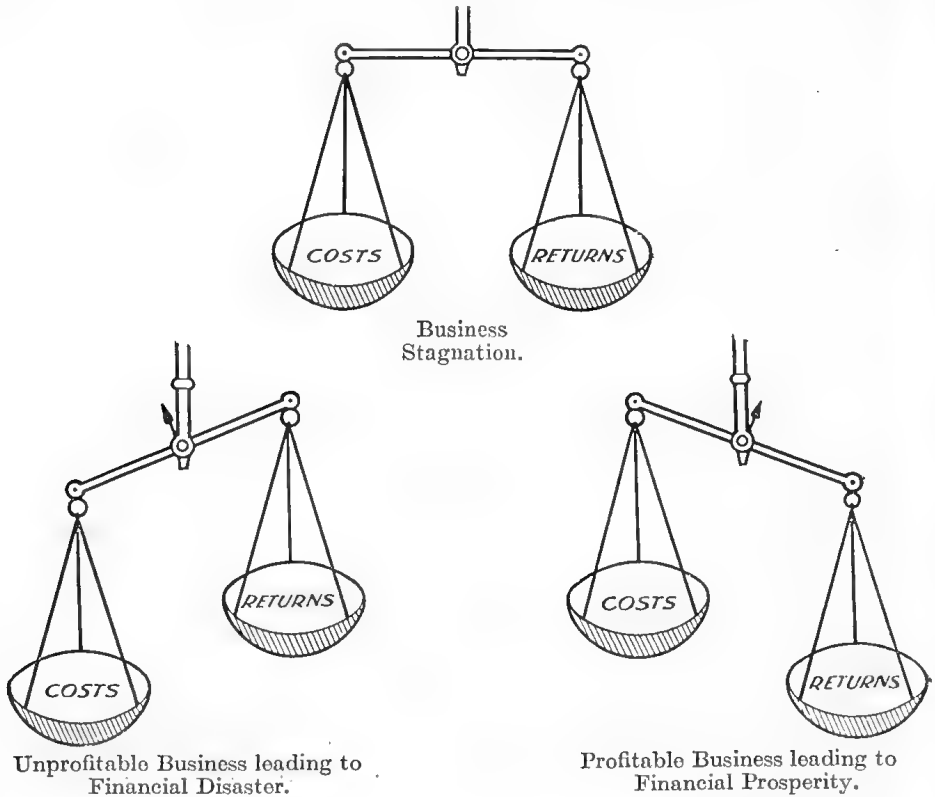 COSTS
RETURNS
Business
Stagnation.
RETURNS
COSTS
Unprofitable Business leading to
Financial Disaster.
COSTS
RETURNS
Profitable Business leading to
Financial Prosperity.